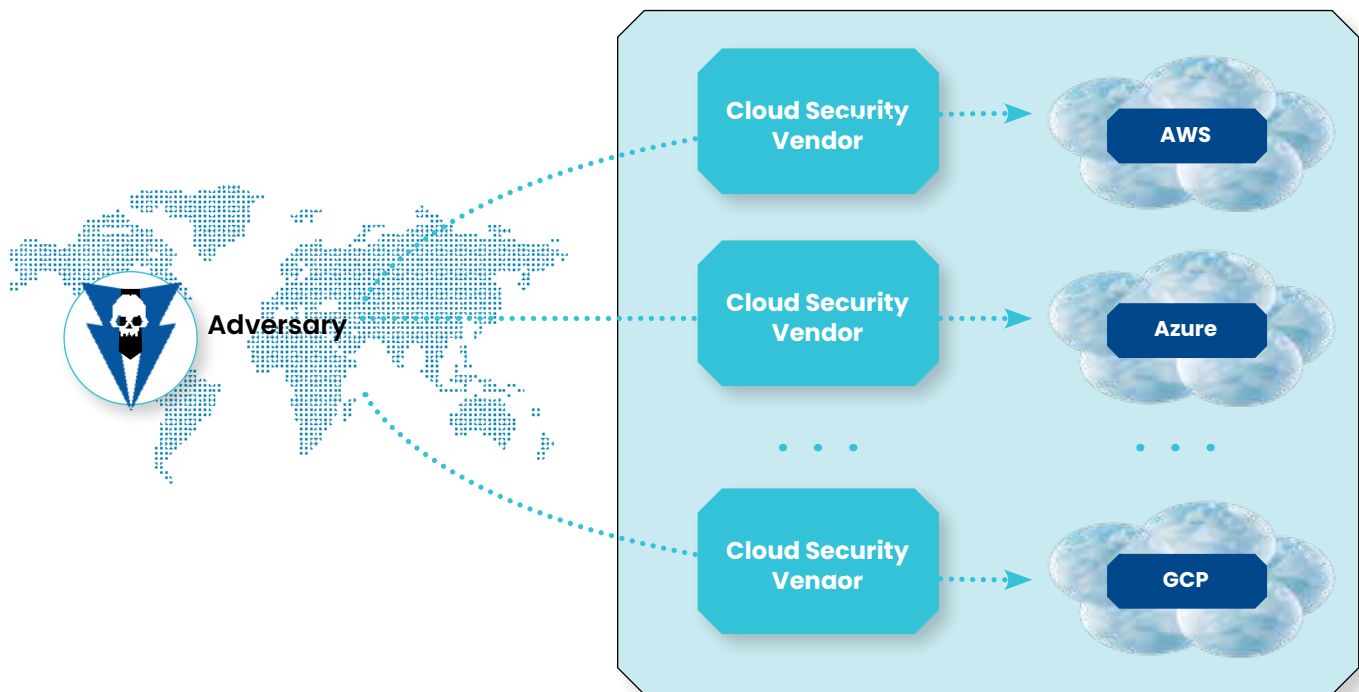 Cloud Security
Vendor
AWS
Adversary
Cloud Security
Vendor
Azure
Cloud Security
Vendor
GCP